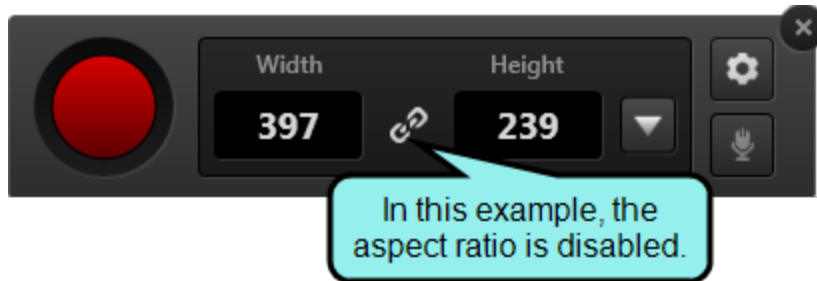 Width Height
397 239
In this example, the
aspect ratio is disabled.